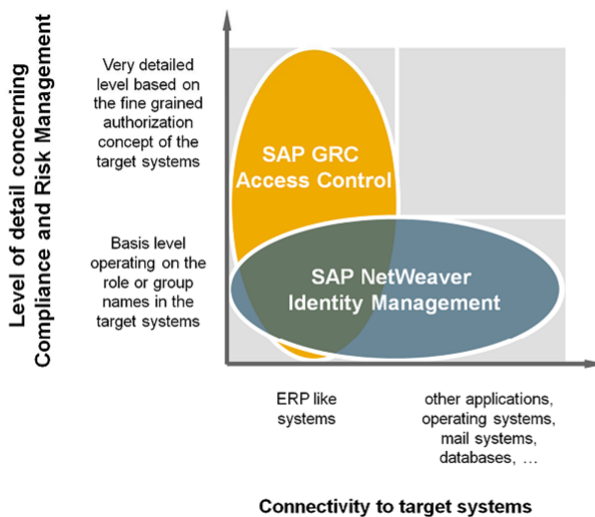 Level of detail concerning
Compliance and Risk Management
Very detailed
level based on
the fine grained
authorization
concept of the
target systems
SAP GRC
Access Control
Basis level
operating on the
role or group
names in the
target systems
SAP NetWeaver
Identity Management
ERP like
systems
other applications,
operating systems,
mail systems,
databases, …
Connectivity to target systems